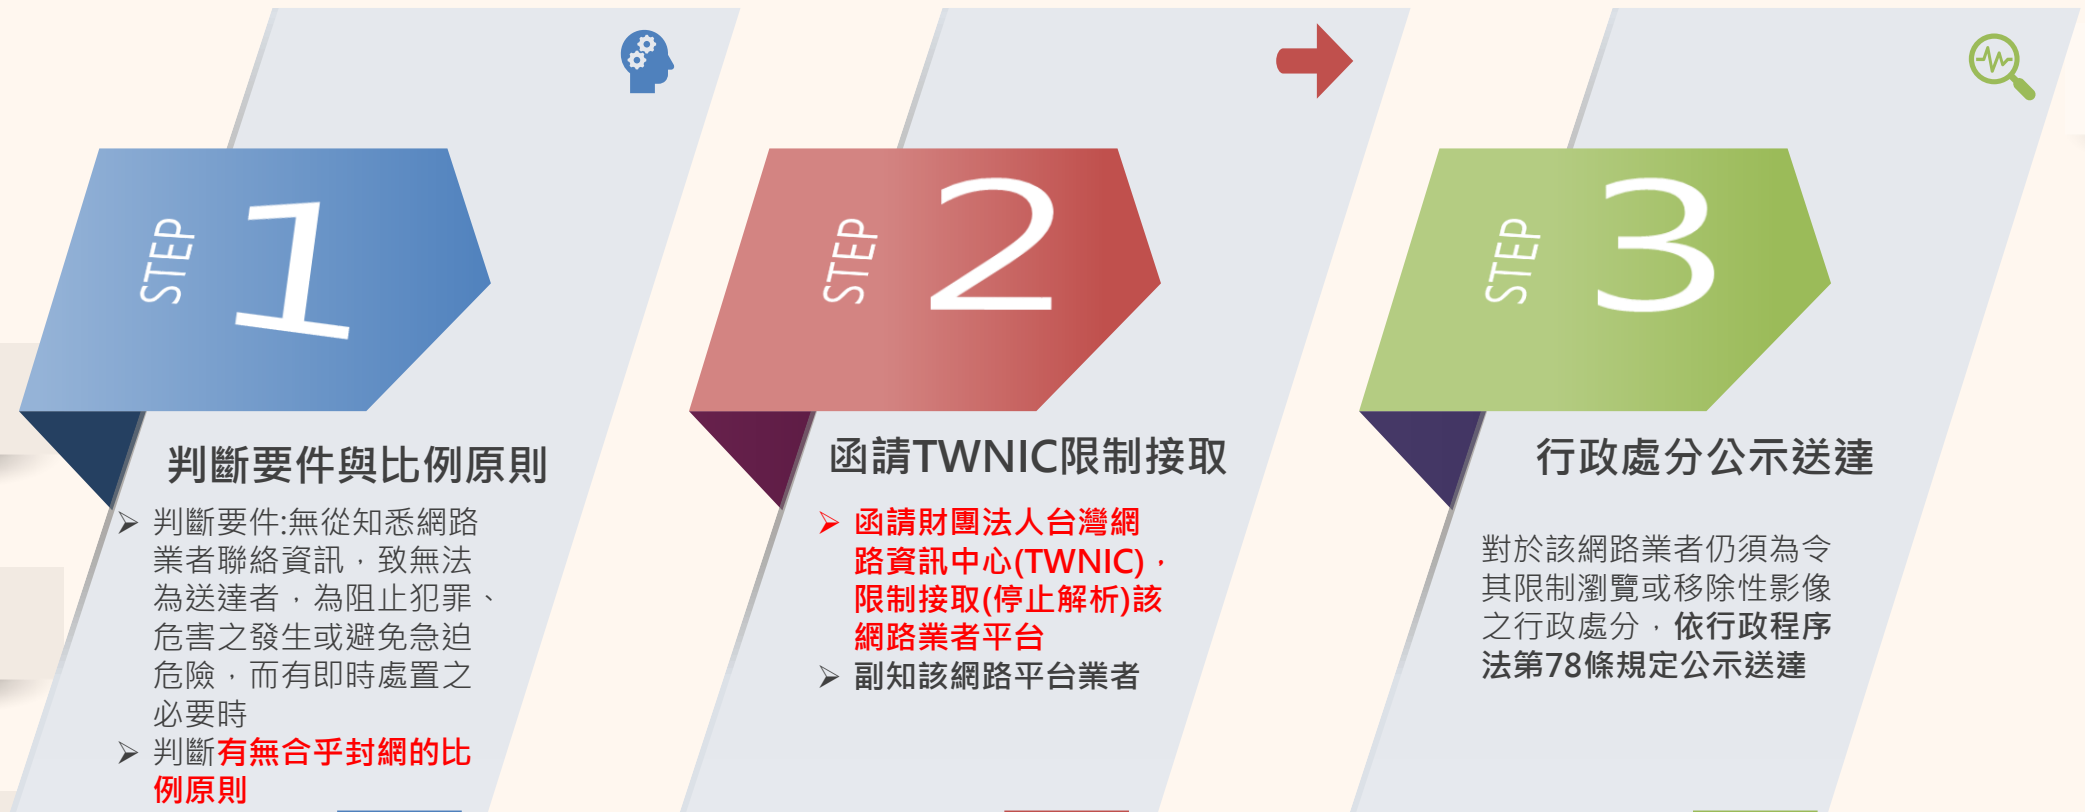 STEP 1
判斷要件與比例原則
➢ 判斷要件:無從知悉網路
業者聯絡資訊，致無法
為送達者，為阻止犯罪、
危害之發生或避免急迫
危險，而有即時處置之
必要時
➢ 判斷有無合乎封網的比
例原則
STEP 2
函請TWNIC限制接取
➢ 函請財團法人台灣網
路資訊中心(TWNIC)，
限制接取(停止解析)該
網路業者平台
➢ 副知該網路平台業者
STEP 3
行政處分公示送達
對於該網路業者仍須為令
其限制瀏覽或移除性影像
之行政處分，依行政程序
法第78條規定公示送達